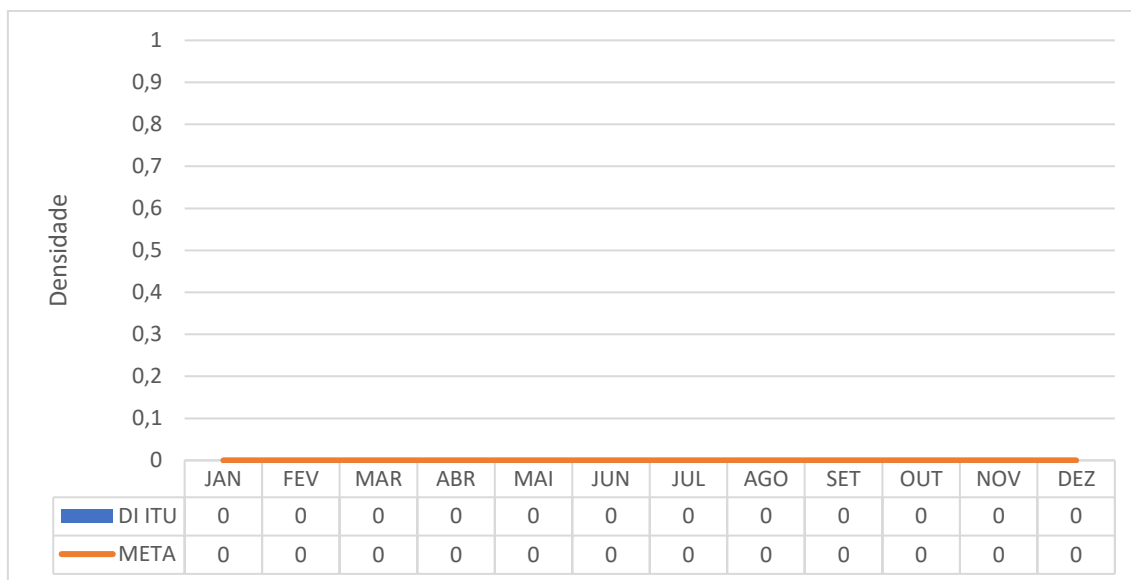 1
0,9
0,8
0,7
0,6
0,5
0,4
0,3
0,2
0,1
0
Densidade
JAN FEV MAR ABR MAI JUN JUL AGO SET OUT NOV DEZ
DI ITU 0 0 0 0 0 0 0 0 0 0 0 0
META 0 0 0 0 0 0 0 0 0 0 0 0